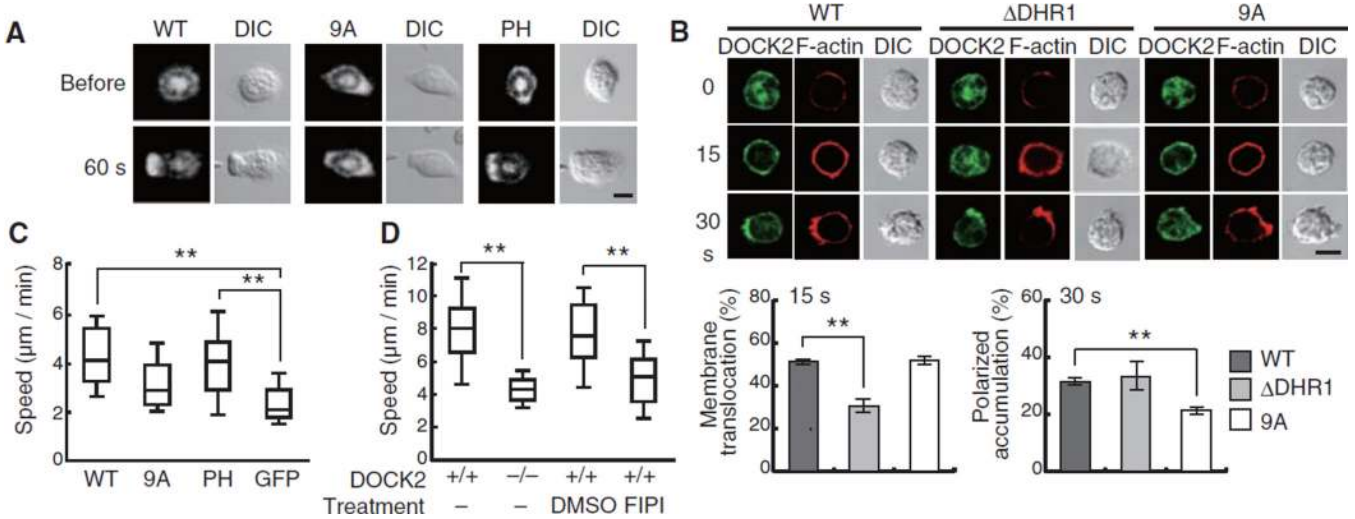 A
WT DIC 9A DIC PH DIC
Before
60 s
B
WT ΔDHR1 9A
DOCK2 F-actin DIC DOCK2 F-actin DIC DOCK2 F-actin DIC
0
15
30
s
C
**
**
Speed (μm / min)
8
6
4
2
0
WT 9A PH GFP
D
**
**
Speed (μm / min)
12
10
8
6
4
2
0
DOCK2 +/+ −/− +/+ +/+
Treatment – – DMSO FIPI
Membrane
translocation (%)
80
60
40
20
0
15 s
**
Polarized
accumulation (%)
60
40
20
0
30 s
**
WT
ΔDHR1
9A